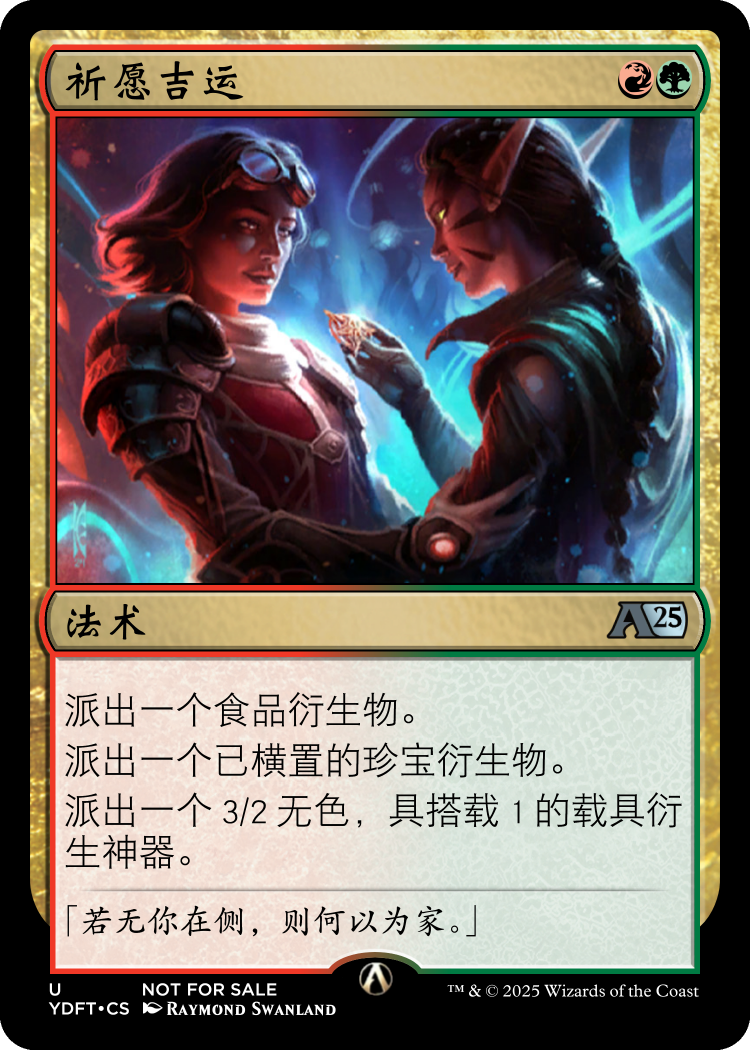 祈愿吉运
法术
A25
派出一个食品衍生物。
派出一个已横置的珍宝衍生物。
派出一个 3/2 无色，具搭载 1 的载具衍
生神器。
「若无你在侧，则何以为家。」
U NOT FOR SALE
YDFT•CS RAYMOND SWANLAND
™ & © 2025 Wizards of the Coast